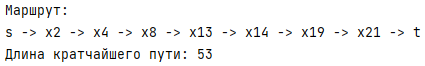 Маршрут:
s -> x2 -> x4 -> x8 -> x13 -> x14 -> x19 -> x21 -> t
Длина кратчайшего пути: 53